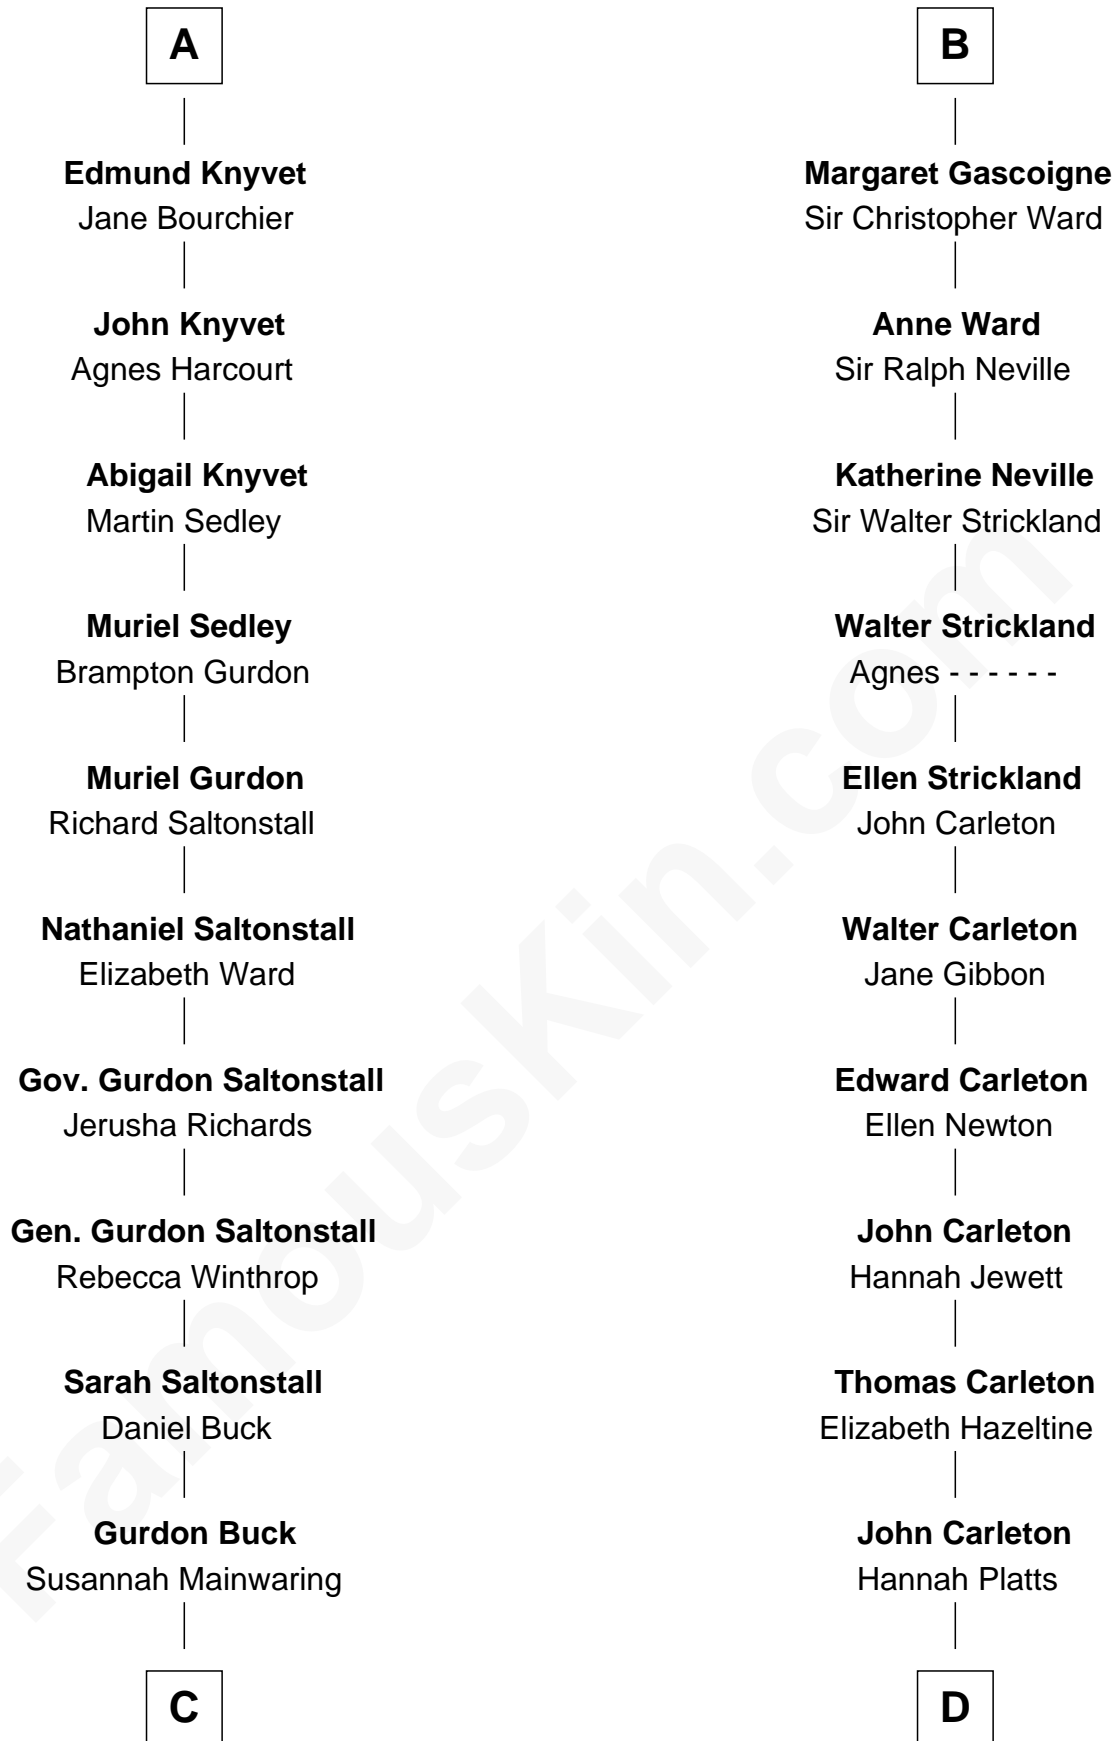 A
Edmund Knyvet
Jane Bourchier
John Knyvet
Agnes Harcourt
Abigail Knyvet
Martin Sedley
Muriel Sedley
Brampton Gurdon
Muriel Gurdon
Richard Saltonstall
Nathaniel Saltonstall
Elizabeth Ward
Gov. Gurdon Saltonstall
Jerusha Richards
Gen. Gurdon Saltonstall
Rebecca Winthrop
Sarah Saltonstall
Daniel Buck
Gurdon Buck
Susannah Mainwaring
C
B
Margaret Gascoigne
Sir Christopher Ward
Anne Ward
Sir Ralph Neville
Katherine Neville
Sir Walter Strickland
Walter Strickland
Agnes - - - - - -
Ellen Strickland
John Carleton
Walter Carleton
Jane Gibbon
Edward Carleton
Ellen Newton
John Carleton
Hannah Jewett
Thomas Carleton
Elizabeth Hazeltine
John Carleton
Hannah Platts
D
FamousKin.com